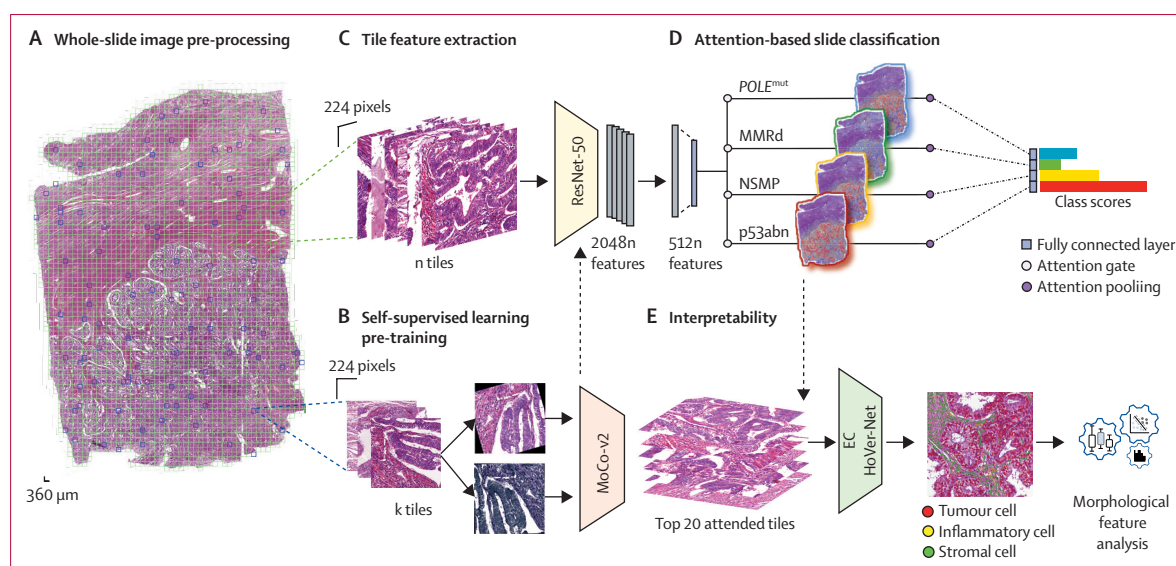 A Whole-slide image pre-processing
360 µm
C Tile feature extraction
224 pixels
n tiles
ResNet-50
2048n
features
512n
features
D Attention-based slide classification
POLEmut
MMRd
NSMP
p53abn
Class scores
Fully connected layer
Attention gate
Attention pooliing
B Self-supervised learning
pre-training
224 pixels
k tiles
MoCo-v2
E Interpretability
Top 20 attended tiles
EC
HoVer-Net
Tumour cell
Inflammatory cell
Stromal cell
Morphological
feature
analysis